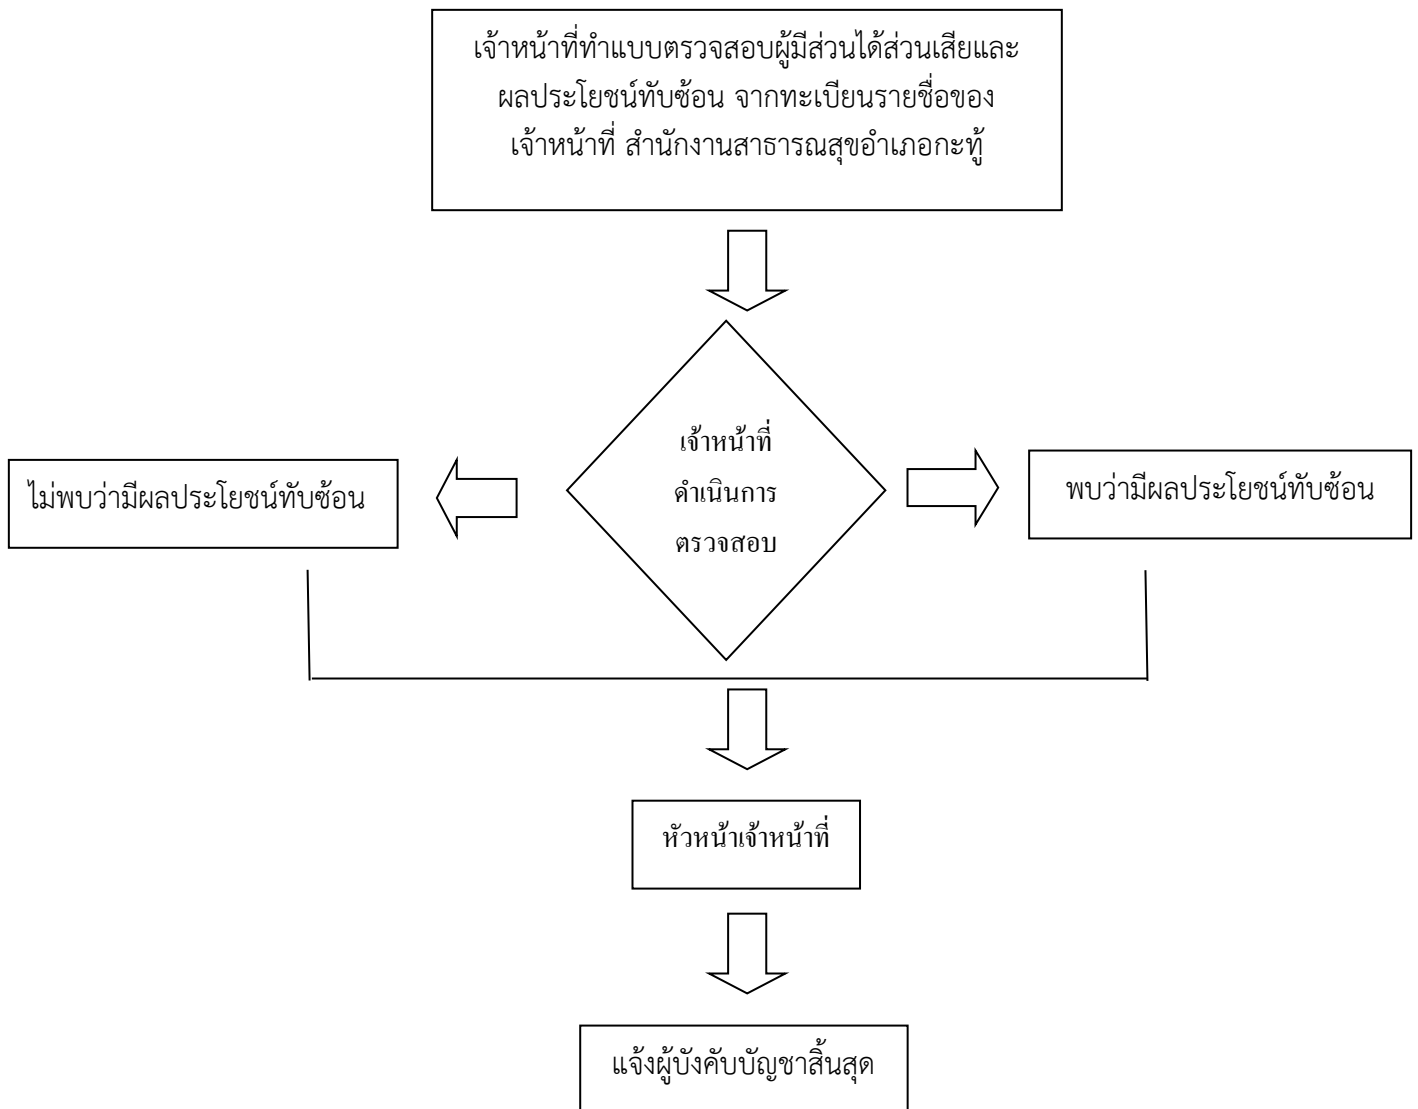 เจ้าหน้าที่ทำแบบตรวจสอบผู้มีส่วนได้ส่วนเสียและ
ผลประโยชน์ทับซ้อน จากทะเบียนรายชื่อของ
เจ้าหน้าที่ สำนักงานสาธารณสุขอำเภอกะทู้
เจ้าหน้าที่
ดำเนินการ
ตรวจสอบ
ไม่พบว่ามีผลประโยชน์ทับซ้อน
พบว่ามีผลประโยชน์ทับซ้อน
หัวหน้าเจ้าหน้าที่
แจ้งผู้บังคับบัญชาสิ้นสุด